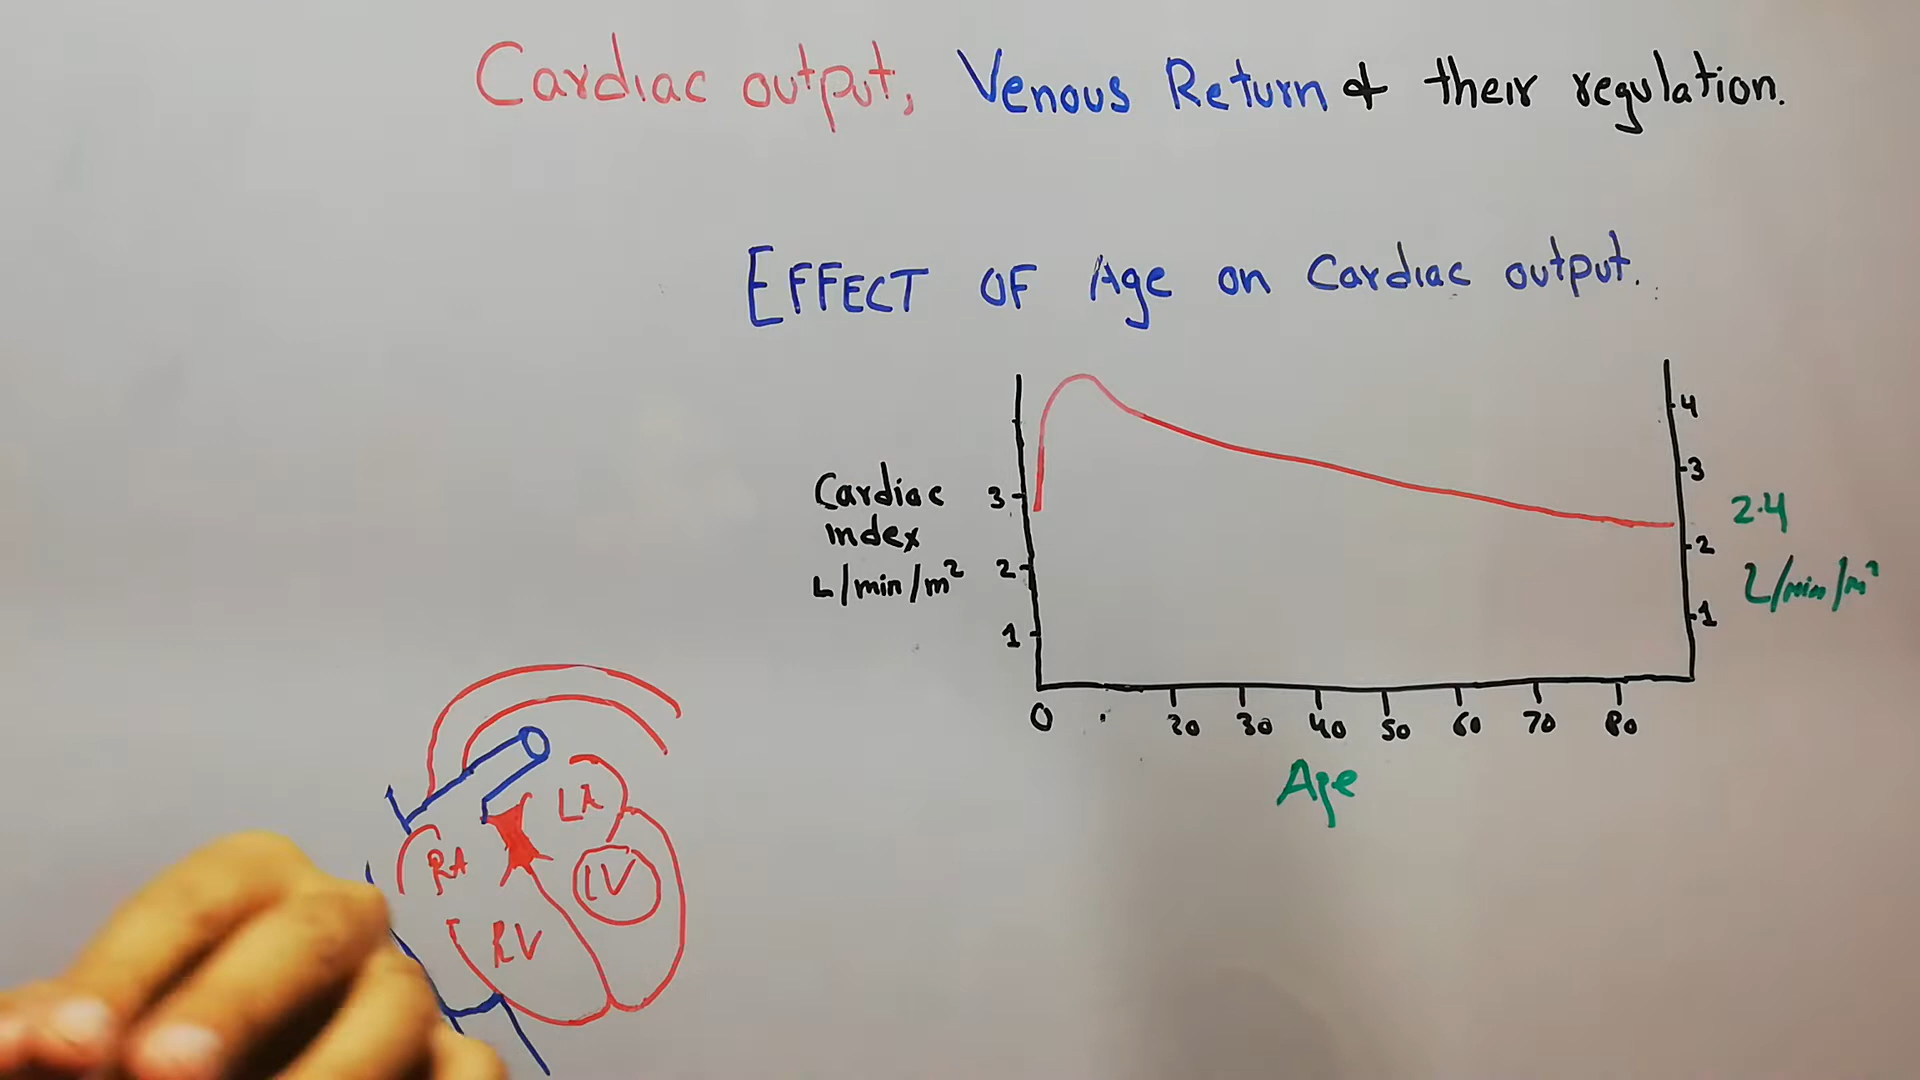 Cardiac output, Venous Return & their regulation.
EFFECT OF Age on Cardiac output.
4
3
Cardiac 3
2.4
index
2
L/min/m² 2
L/min/m²
1
1
0 20 30 40 50 60 70 80
Age
LA
RA
LV
RV